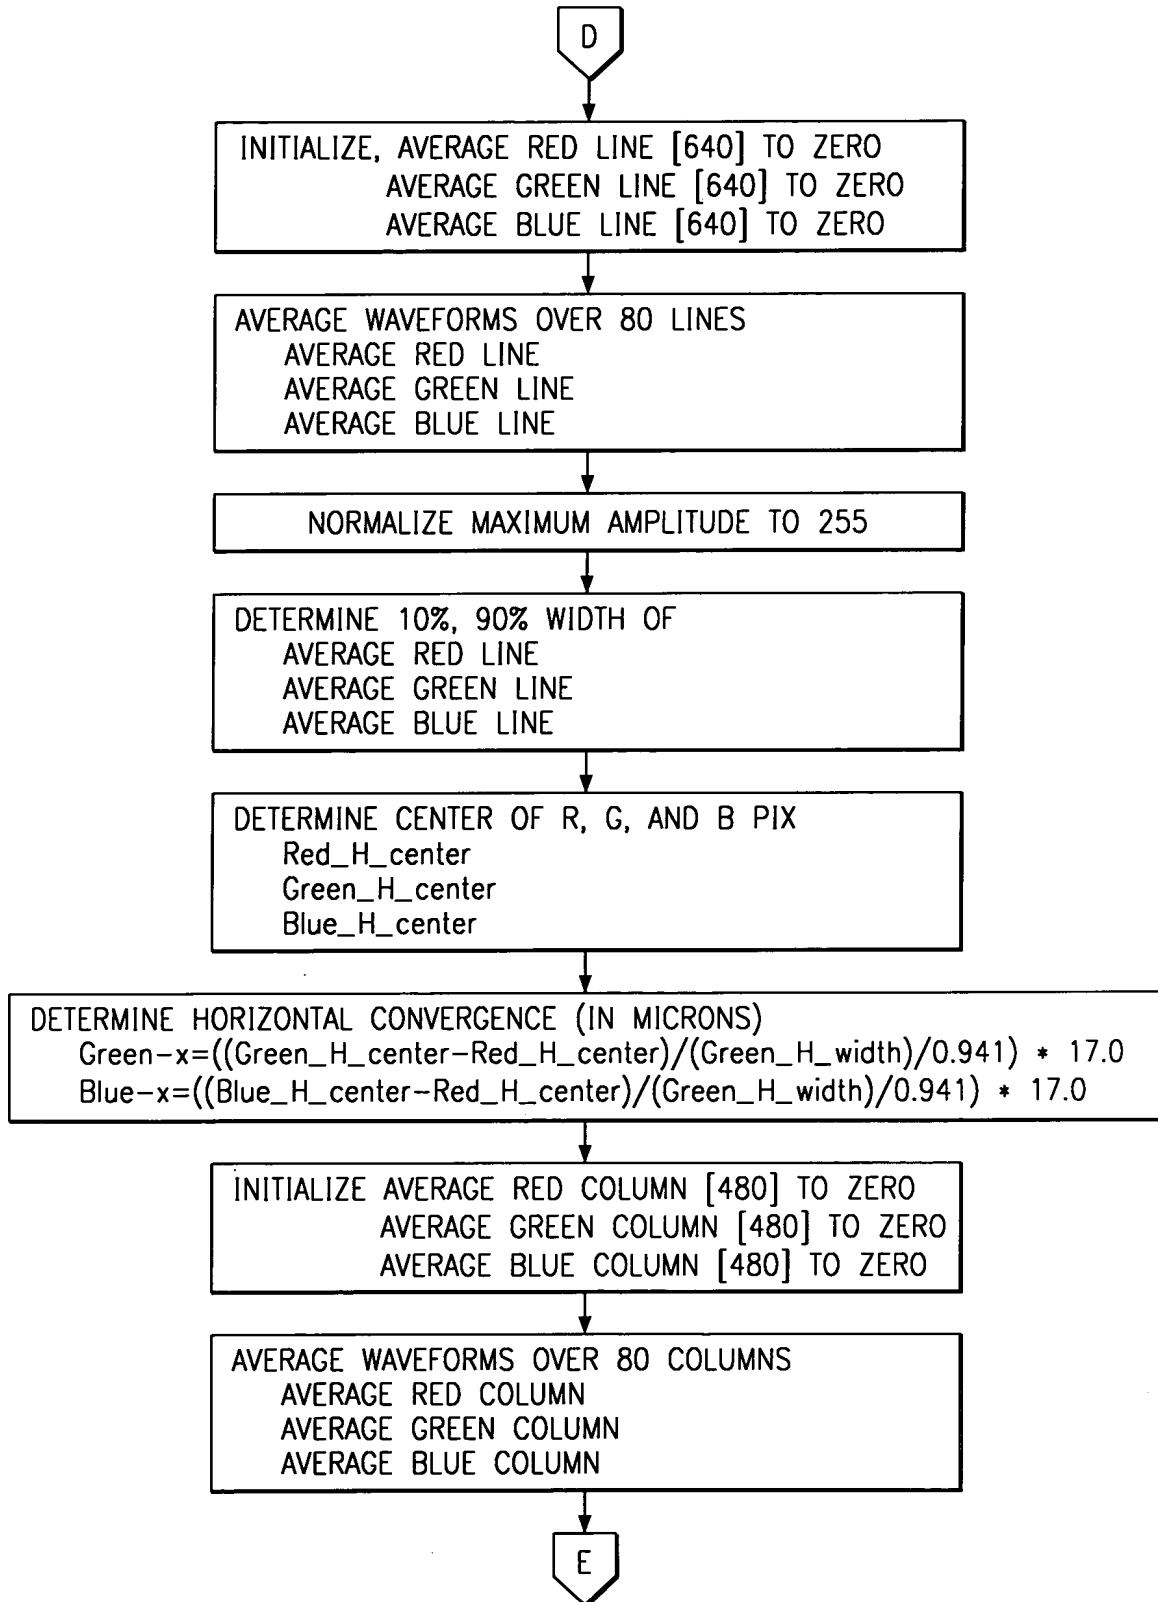 D
INITIALIZE, AVERAGE RED LINE [640] TO ZERO
AVERAGE GREEN LINE [640] TO ZERO
AVERAGE BLUE LINE [640] TO ZERO
AVERAGE WAVEFORMS OVER 80 LINES
AVERAGE RED LINE
AVERAGE GREEN LINE
AVERAGE BLUE LINE
NORMALIZE MAXIMUM AMPLITUDE TO 255
DETERMINE 10%, 90% WIDTH OF
AVERAGE RED LINE
AVERAGE GREEN LINE
AVERAGE BLUE LINE
DETERMINE CENTER OF R, G, AND B PIX
Red_H_center
Green_H_center
Blue_H_center
DETERMINE HORIZONTAL CONVERGENCE (IN MICRONS)
Green-x=((Green_H_center-Red_H_center)/(Green_H_width)/0.941) * 17.0
Blue-x=((Blue_H_center-Red_H_center)/(Green_H_width)/0.941) * 17.0
INITIALIZE AVERAGE RED COLUMN [480] TO ZERO
AVERAGE GREEN COLUMN [480] TO ZERO
AVERAGE BLUE COLUMN [480] TO ZERO
AVERAGE WAVEFORMS OVER 80 COLUMNS
AVERAGE RED COLUMN
AVERAGE GREEN COLUMN
AVERAGE BLUE COLUMN
E